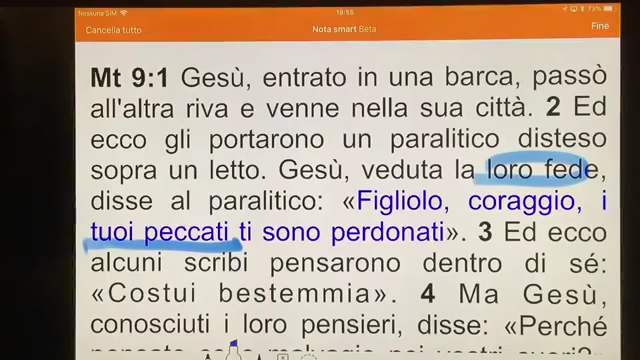 Nessuna SIM
18:55
73%
Cancella tutto
Nota smart Beta
Fine
Mt 9:1 Gesù, entrato in una barca, passò
all'altra riva e venne nella sua città. 2 Ed
ecco gli portarono un paralitico disteso
sopra un letto. Gesù, veduta la loro fede,
disse al paralitico: «Figliolo, coraggio, i
tuoi peccati ti sono perdonati». 3 Ed ecco
alcuni scribi pensarono dentro di sé:
«Costui bestemmia». 4 Ma Gesù,
conosciuti i loro pensieri, disse: «Perché